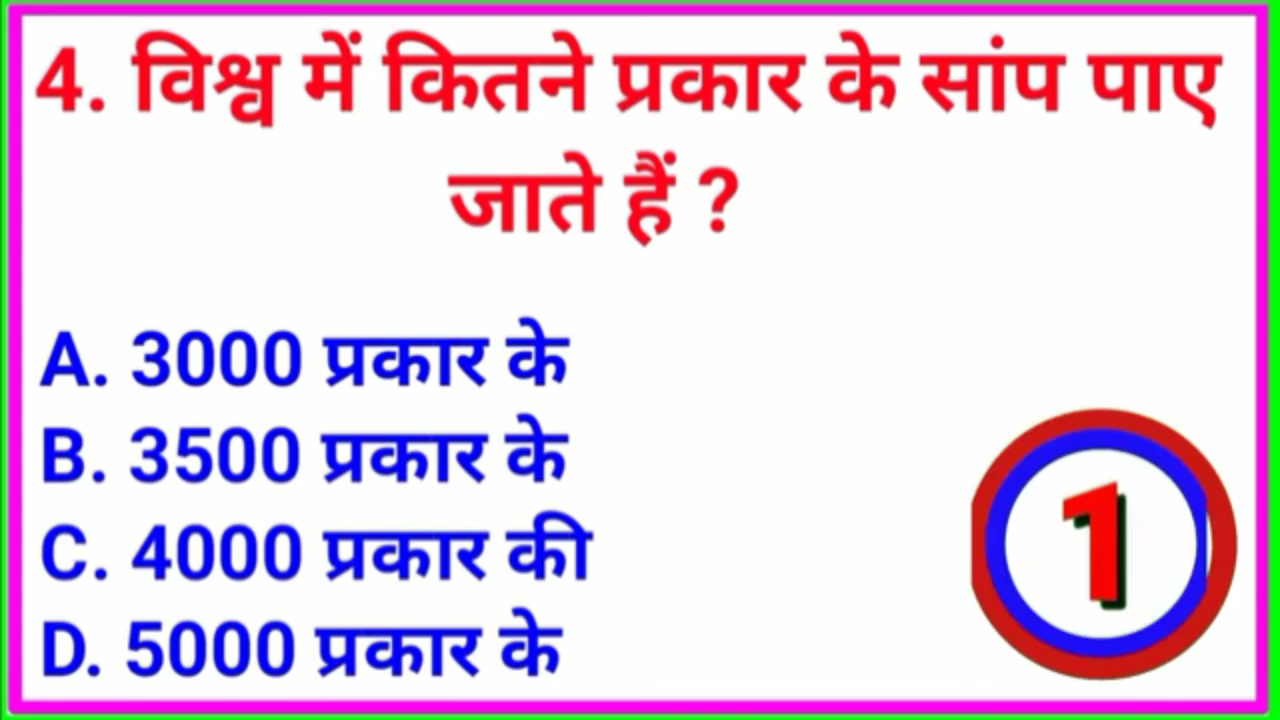 4. विश्व में कितने प्रकार के सांप पाए
जाते हैं ?
A. 3000 प्रकार के
B. 3500 प्रकार के
C. 4000 प्रकार की
D. 5000 प्रकार के
1